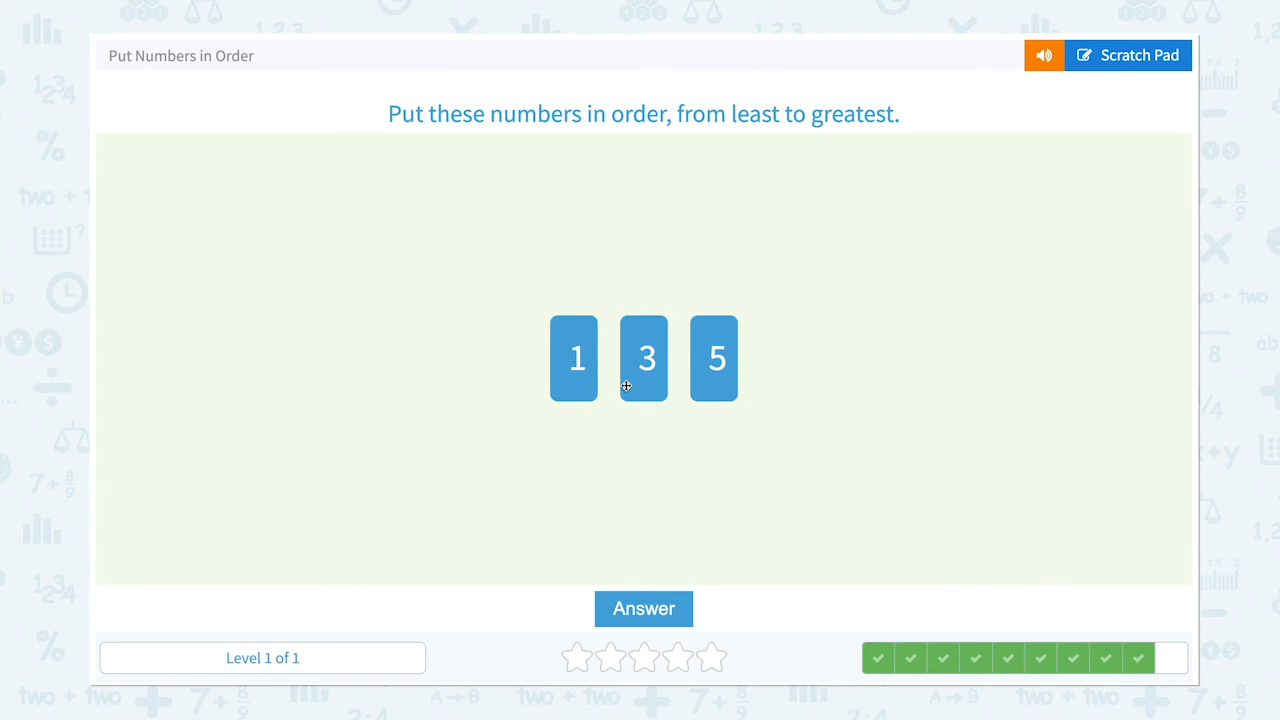 Put Numbers in Order
Scratch Pad
Put these numbers in order, from least to greatest.
1 3 5
Answer
Level 1 of 1